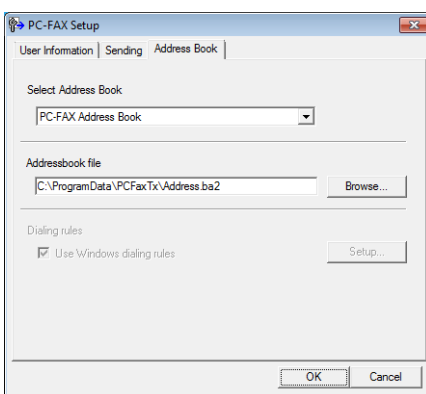 PC-FAX Setup
User Information Sending Address Book
Select Address Book
PC-FAX Address Book
Addressbook file
C:\ProgramData\PCFaxTx\Address.ba2 Browse...
Dialing rules
Use Windows dialing rules Setup...
OK Cancel